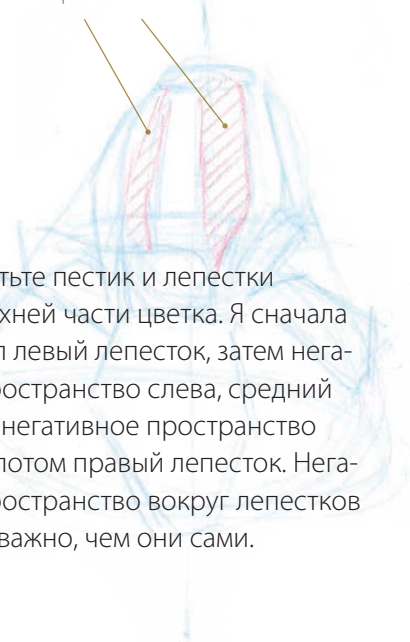 тьте пестик и лепестки
хней части цветка. Я сначала
л левый лепесток, затем нега-
ространство слева, средний
негативное пространство
потом правый лепесток. Нега-
ространство вокруг лепестков
важно, чем они сами.